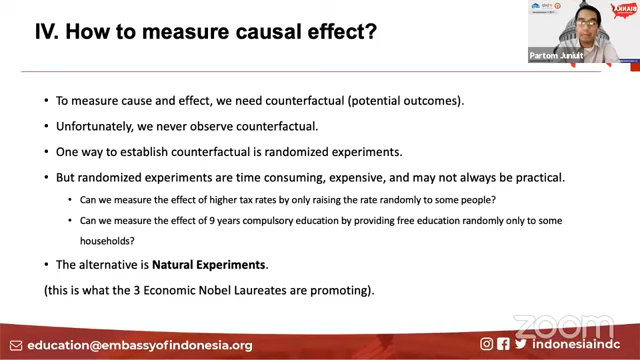 IV. How to measure causal effect?
Partom Juniult
• To measure cause and effect, we need counterfactual (potential outcomes).
• Unfortunately, we never observe counterfactual.
• One way to establish counterfactual is randomized experiments.
• But randomized experiments are time consuming, expensive, and may not always be practical.
• Can we measure the effect of higher tax rates by only raising the rate randomly to some people?
• Can we measure the effect of 9 years compulsory education by providing free education randomly only to some
households?
• The alternative is Natural Experiments.
(this is what the 3 Economic Nobel Laureates are promoting).
zoom
education@embassyofindonesia.org
indonesiaindc